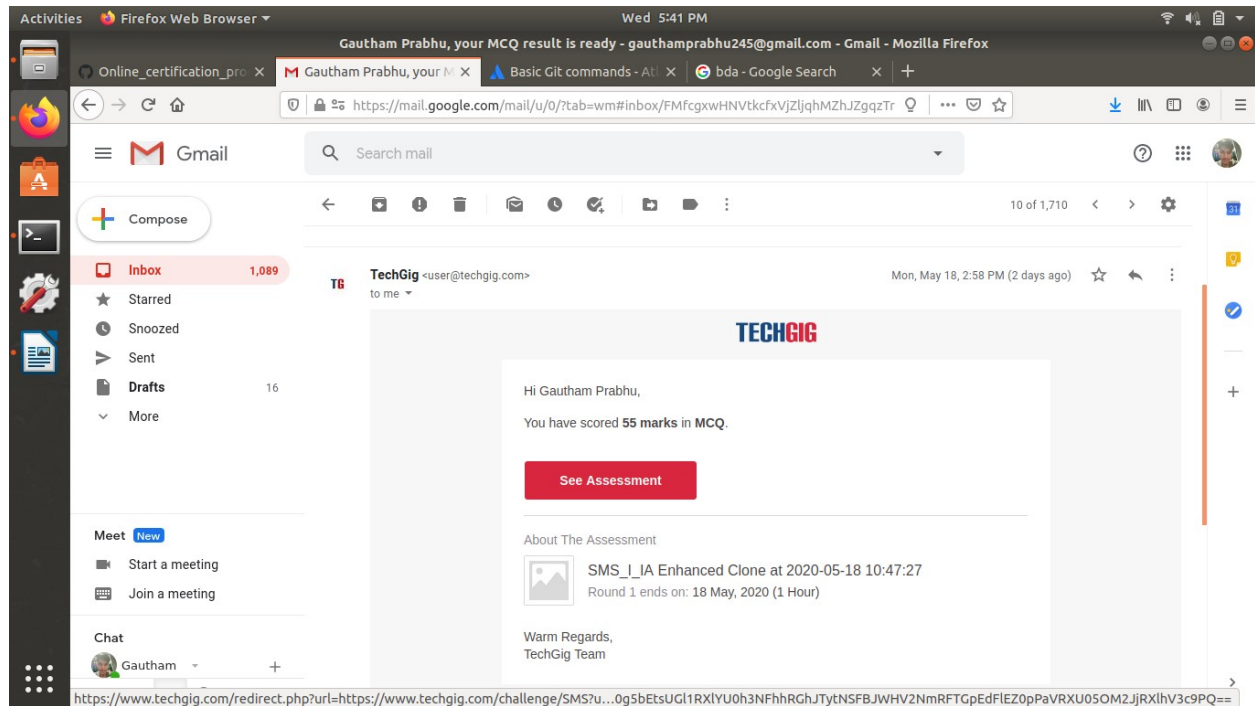 Activities Firefox Web Browser Wed 5:41 PM
Gautham Prabhu, your MCQ result is ready - gauthamprabhu245@gmail.com - Gmail - Mozilla Firefox
Online_certification_pro Gautham Prabhu, your M Basic Git commands - Atl bda - Google Search
https://mail.google.com/mail/u/0/?tab=wm#inbox/FMfcgxwHNVtkcfxVjZljqhMZhJZgqzTr
Gmail Search mail
Compose 10 of 1,710
Inbox 1,089
Starred
Snoozed
Sent
Drafts 16
More
Meet New
Start a meeting
Join a meeting
Chat
Gautham
TG TechGig <user@techgig.com> Mon, May 18, 2:58 PM (2 days ago)
to me
TECHGIG
Hi Gautham Prabhu,
You have scored 55 marks in MCQ.
See Assessment
About The Assessment
SMS_I_IA Enhanced Clone at 2020-05-18 10:47:27
Round 1 ends on: 18 May, 2020 (1 Hour)
Warm Regards,
TechGig Team
31
https://www.techgig.com/redirect.php?url=https://www.techgig.com/challenge/SMS?u...0g5bEtsUGl1RXlYU0h3NFhhRGhJTytNSFBJWHV2NmRFTGpEdFlEZ0pPaVRXU05OM2JjRXlhV3c9PQ==